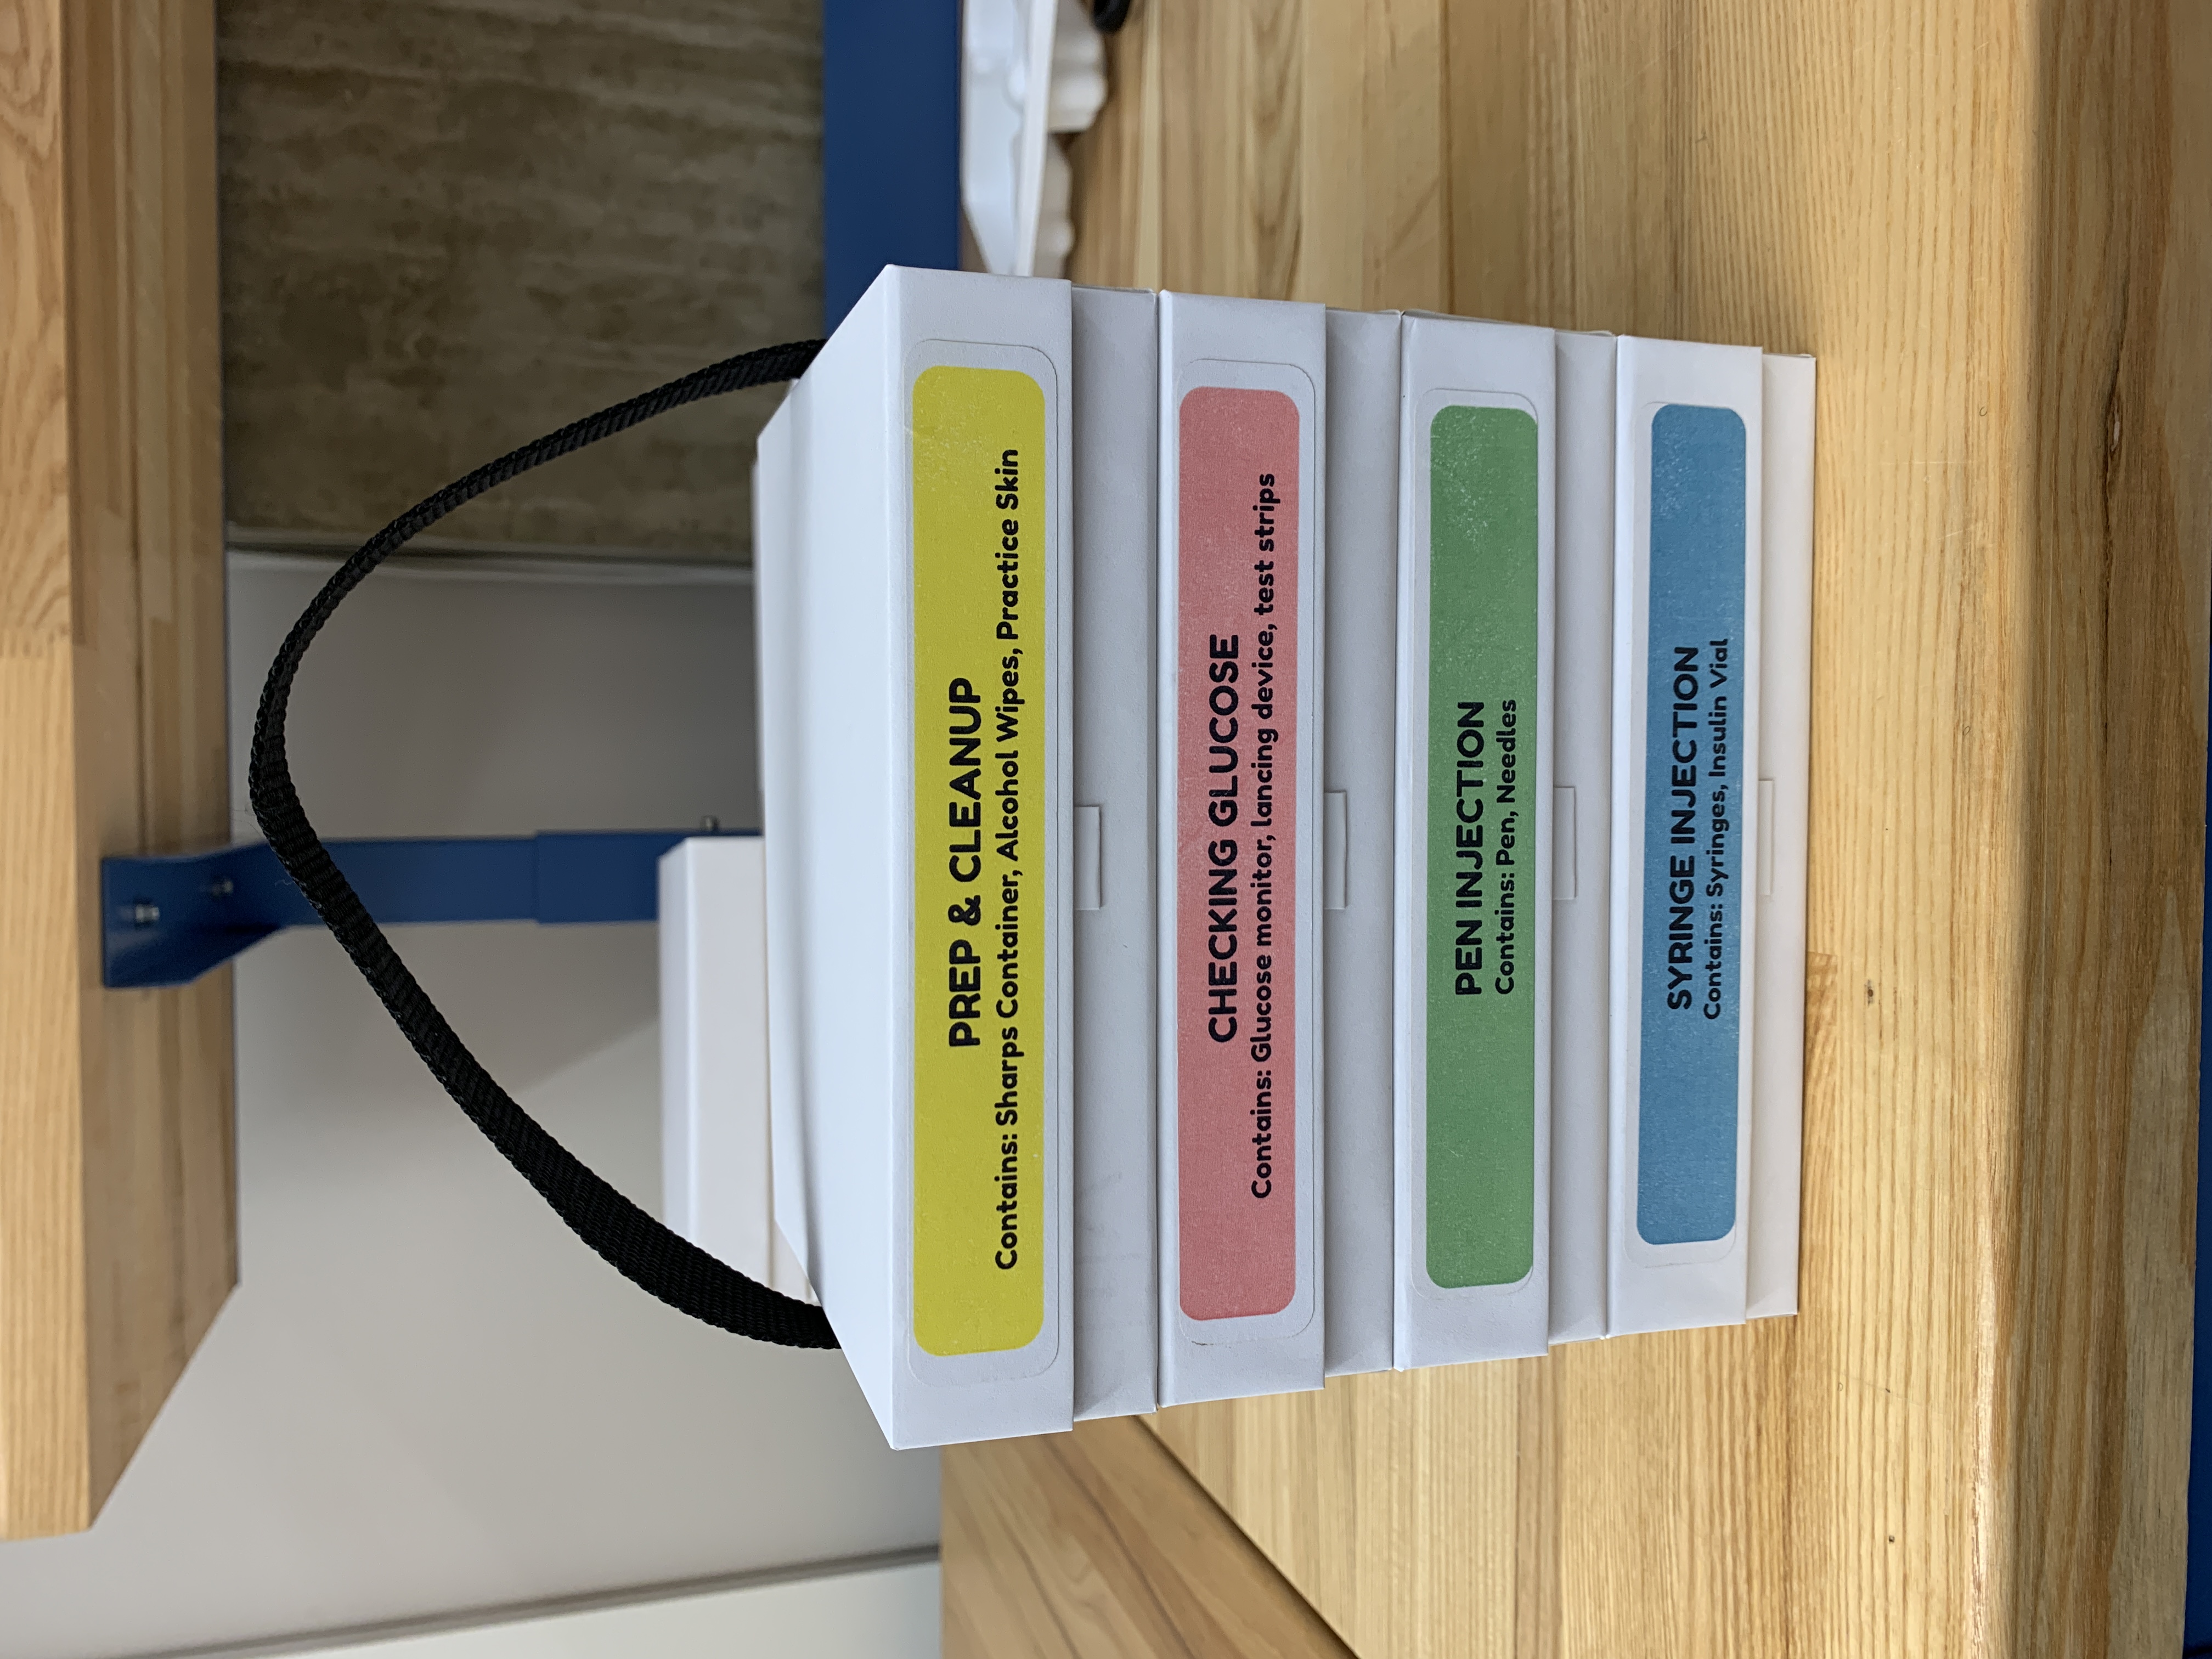 PREP & CLEANUP
Contains: Sharps Container, Alcohol Wipes, Practice Skin
CHECKING GLUCOSE
Contains: Glucose monitor, lancing device, test strips
PEN INJECTION
Contains: Pen, Needles
SYRINGE INJECTION
Contains: Syringes, Insulin Vial